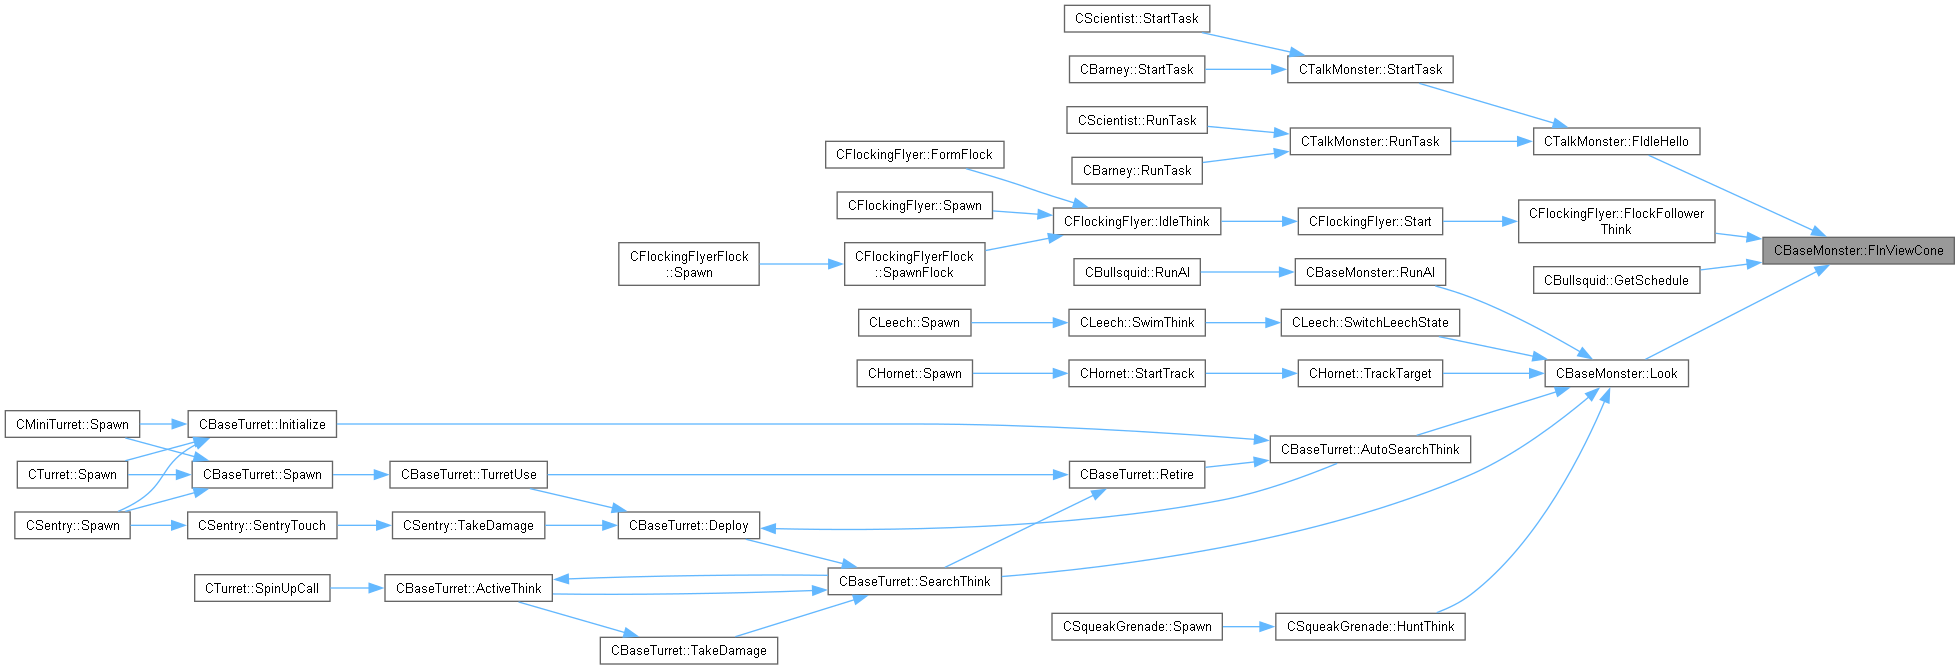 CScientist::StartTask
CBarney::StartTask
CTalkMonster::StartTask
CScientist::RunTask
CTalkMonster::RunTask
CTalkMonster::FIdleHello
CFlockingFlyer::FormFlock
CBarney::RunTask
CFlockingFlyer::Spawn
CFlockingFlyer::IdleThink
CFlockingFlyer::Start
CFlockingFlyer::FlockFollower
Think
CFlockingFlyerFlock
::Spawn
CFlockingFlyerFlock
::SpawnFlock
CBaseMonster::FInViewCone
CBullsquid::RunAI
CBaseMonster::RunAI
CBullsquid::GetSchedule
CLeech::Spawn
CLeech::SwimThink
CLeech::SwitchLeechState
CHornet::Spawn
CHornet::StartTrack
CHornet::TrackTarget
CBaseMonster::Look
CMiniTurret::Spawn
CBaseTurret::Initialize
CBaseTurret::AutoSearchThink
CTurret::Spawn
CBaseTurret::Spawn
CBaseTurret::TurretUse
CBaseTurret::Retire
CSentry::Spawn
CSentry::SentryTouch
CSentry::TakeDamage
CBaseTurret::Deploy
CTurret::SpinUpCall
CBaseTurret::ActiveThink
CBaseTurret::SearchThink
CBaseTurret::TakeDamage
CSqueakGrenade::Spawn
CSqueakGrenade::HuntThink